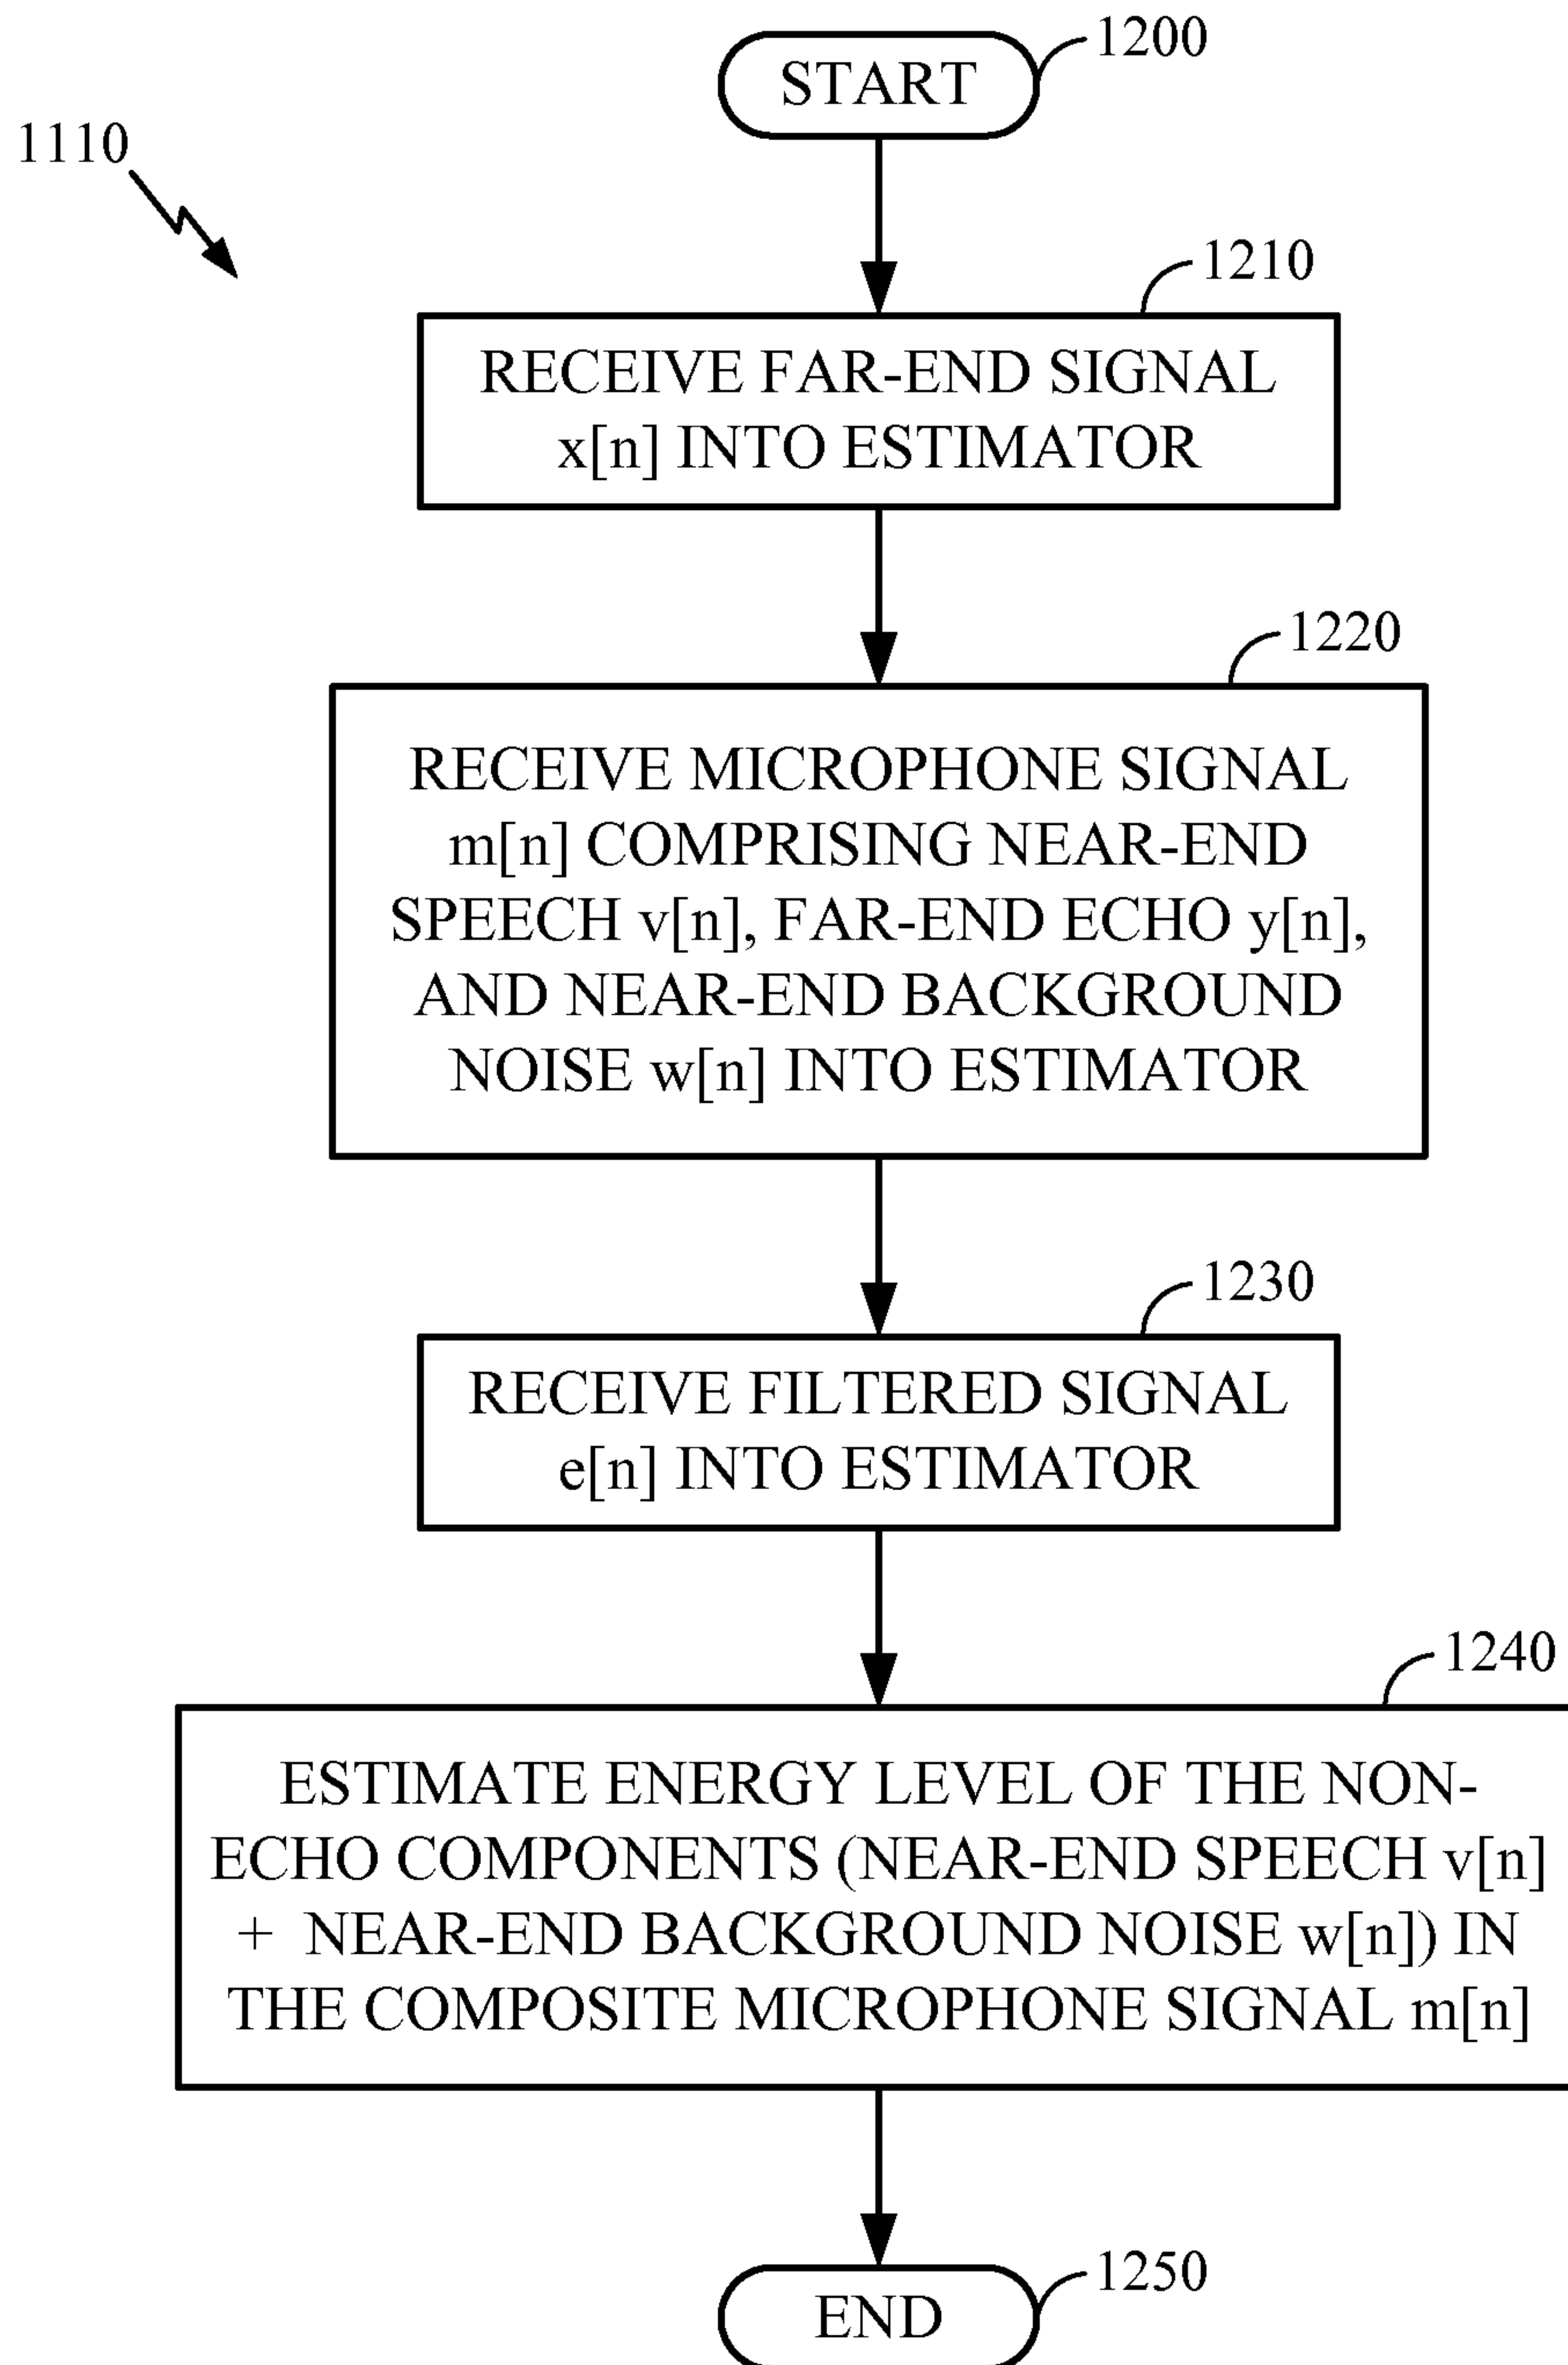 1200
START
1110
1210
RECEIVE FAR-END SIGNAL
x[n] INTO ESTIMATOR
1220
RECEIVE MICROPHONE SIGNAL
m[n] COMPRISING NEAR-END
SPEECH v[n], FAR-END ECHO y[n],
AND NEAR-END BACKGROUND
NOISE w[n] INTO ESTIMATOR
1230
RECEIVE FILTERED SIGNAL
e[n] INTO ESTIMATOR
1240
ESTIMATE ENERGY LEVEL OF THE NON-
ECHO COMPONENTS (NEAR-END SPEECH v[n]
+ NEAR-END BACKGROUND NOISE w[n]) IN
THE COMPOSITE MICROPHONE SIGNAL m[n]
1250
END